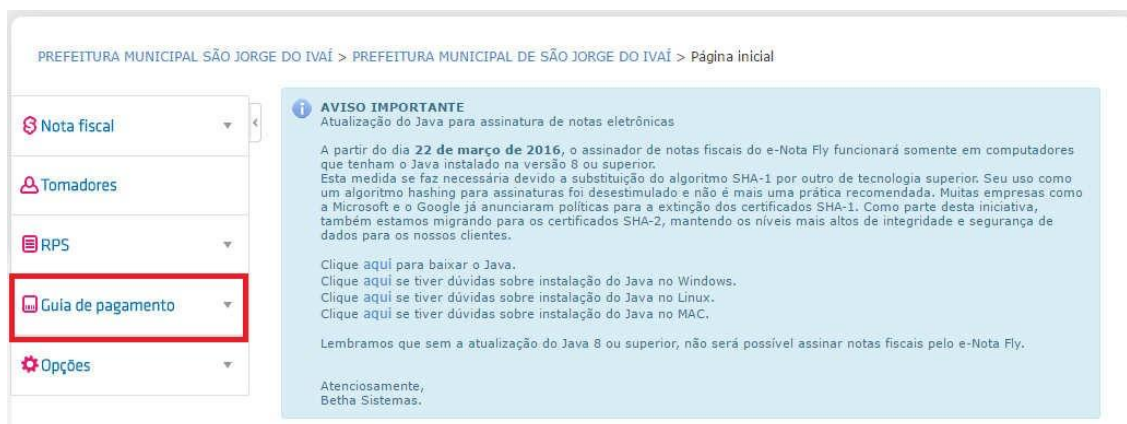 PREFEITURA MUNICIPAL SÃO JORGE DO IVAÍ > PREFEITURA MUNICIPAL DE SÃO JORGE DO IVAÍ > Página inicial
Nota fiscal
Tomadores
RPS
Guia de pagamento
Opções
AVISO IMPORTANTE
Atualização do Java para assinatura de notas eletrônicas
A partir do dia 22 de março de 2016, o assinador de notas fiscais do e-Nota Fly funcionará somente em computadores
que tenham o Java instalado na versão 8 ou superior.
Esta medida se faz necessária devido a substituição do algoritmo SHA-1 por outro de tecnologia superior. Seu uso como
um algoritmo hashing para assinaturas foi desestimulado e não é mais uma prática recomendada. Muitas empresas como
a Microsoft e o Google já anunciaram políticas para a extinção dos certificados SHA-1. Como parte desta iniciativa,
também estamos migrando para os certificados SHA-2, mantendo os níveis mais altos de integridade e segurança de
dados para os nossos clientes.
Clique aqui para baixar o Java.
Clique aqui se tiver dúvidas sobre instalação do Java no Windows.
Clique aqui se tiver dúvidas sobre instalação do Java no Linux.
Clique aqui se tiver dúvidas sobre instalação do Java no MAC.
Lembramos que sem a atualização do Java 8 ou superior, não será possível assinar notas fiscais pelo e-Nota Fly.
Atenciosamente,
Betha Sistemas.